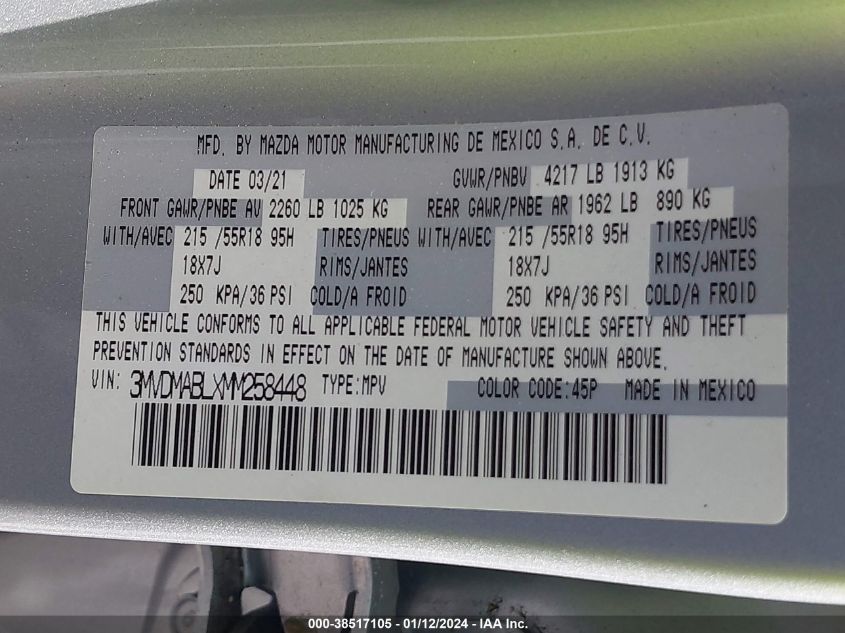 MFD. BY MAZDA MOTOR MANUFACTURING DE MEXICO S.A. DE C.V.
DATE 03/21 GVWR/PNBV 4217 LB 1913 KG
FRONT GAWR/PNBE AV 2260 LB 1025 KG REAR GAWR/PNBE AR 1962 LB 890 KG
WITH/AVEC 215 /55R18 95H TIRES/PNEUS WITH/AVEC 215 /55R18 95H TIRES/PNEUS
18X7J RIMS/JANTES 18X7J RIMS/JANTES
250 KPA/36 PSI COLD/A FROID 250 KPA/36 PSI COLD/A FROID
THIS VEHICLE CONFORMS TO ALL APPLICABLE FEDERAL MOTOR VEHICLE SAFETY AND THEFT
PREVENTION STANDARDS IN EFFECT ON THE DATE OF MANUFACTURE SHOWN ABOVE.
VIN: 3MVDMABLXMM258448 TYPE:MPV COLOR CODE:45P MADE IN MEXICO
000-38517105 - 01/12/2024 - IAA Inc.